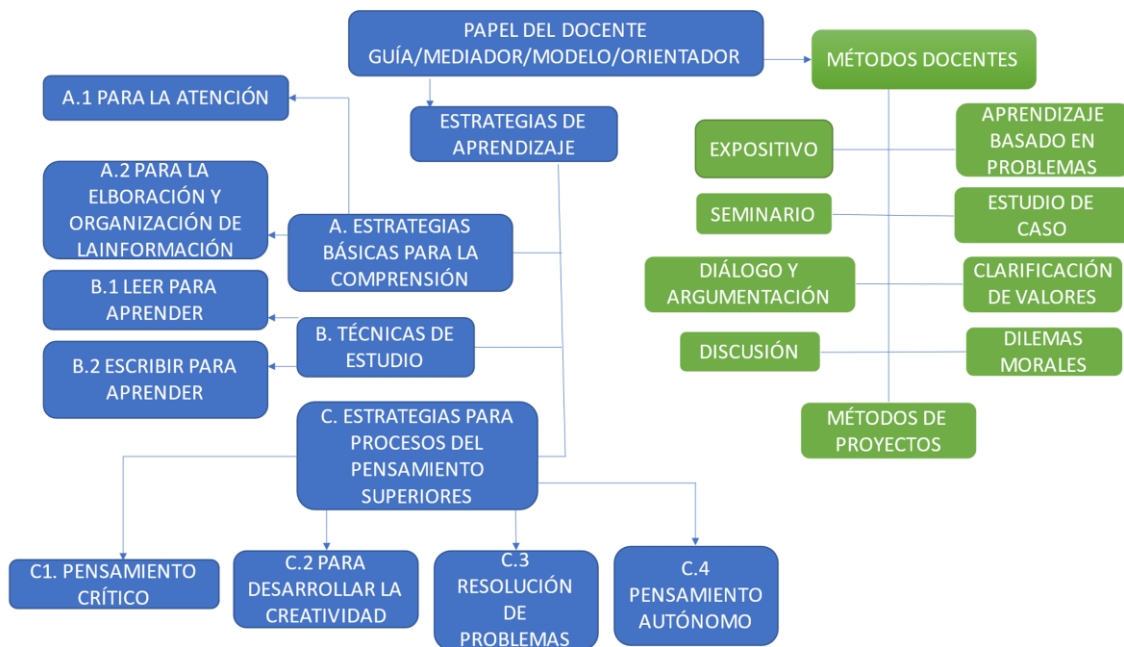 PAPEL DEL DOCENTE
GUÍA/MEDIADOR/MODELO/ORIENTADOR
MÉTODOS DOCENTES
A.1 PARA LA ATENCIÓN
ESTRATEGIAS DE
APRENDIZAJE
EXPOSITIVO
APRENDIZAJE
BASADO EN
PROBLEMAS
A.2 PARA LA
ELBORACIÓN Y
ORGANIZACIÓN DE
LAINFORMACIÓN
A. ESTRATEGIAS
BÁSICAS PARA LA
COMPRENSIÓN
SEMINARIO
ESTUDIO DE
CASO
B.1 LEER PARA
APRENDER
DIÁLOGO Y
ARGUMENTACIÓN
CLARIFICACIÓN
DE VALORES
B. TÉCNICAS DE
ESTUDIO
B.2 ESCRIBIR PARA
APRENDER
DISCUSIÓN
DILEMAS
MORALES
C. ESTRATEGIAS PARA
PROCESOS DEL
PENSAMIENTO
SUPERIORES
MÉTODOS DE
PROYECTOS
C1. PENSAMIENTO
CRÍTICO
C.2 PARA
DESARROLLAR LA
CREATIVIDAD
C.3
RESOLUCIÓN
DE
PROBLEMAS
C.4
PENSAMIENTO
AUTÓNOMO